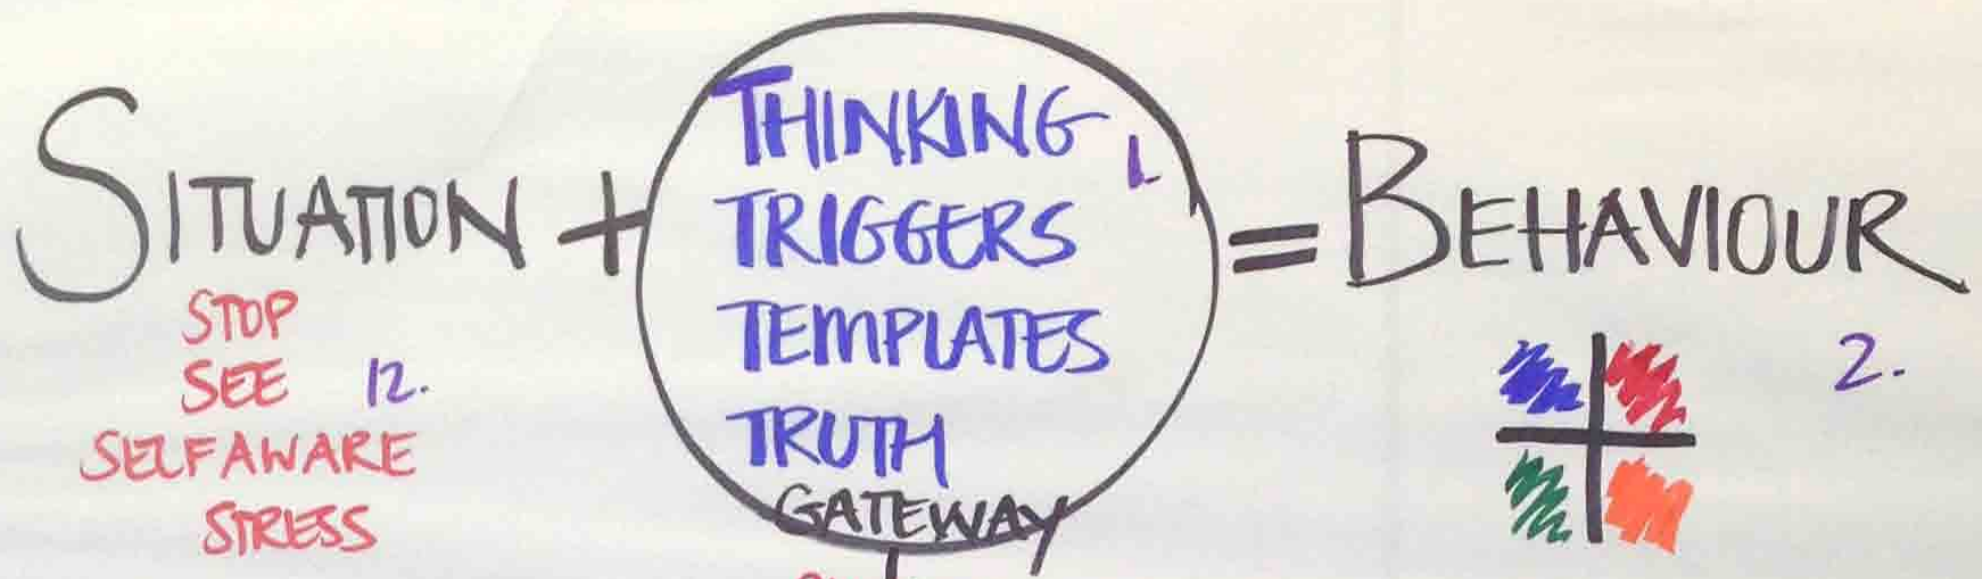 SITUATION + = BEHAVIOUR
THINKING
TRIGGERS
TEMPLATES
TRUTH
GATEWAY
1.
STOP
SEE 12.
SELFAWARE
STRESS
2.